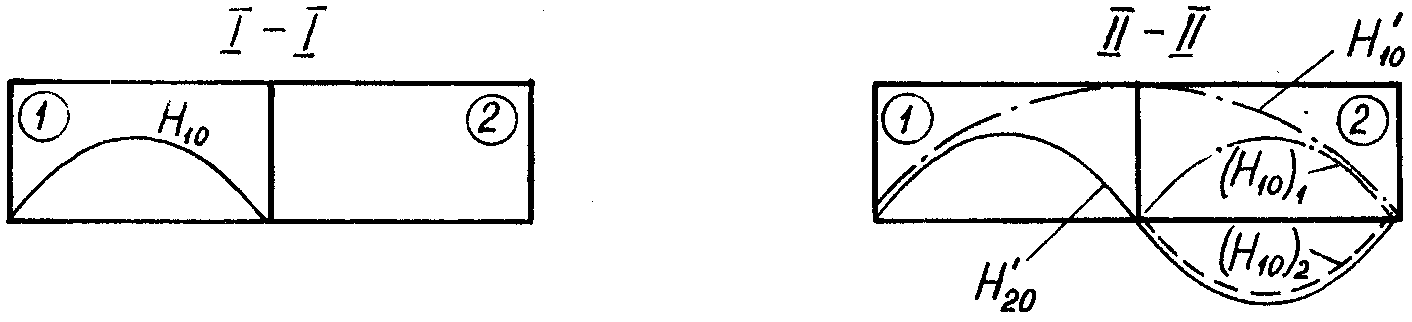 I – I
II – II
H'₁₀
① H₁₀ ②
① ②
(H₁₀)₁
(H₁₀)₂
H'₂₀